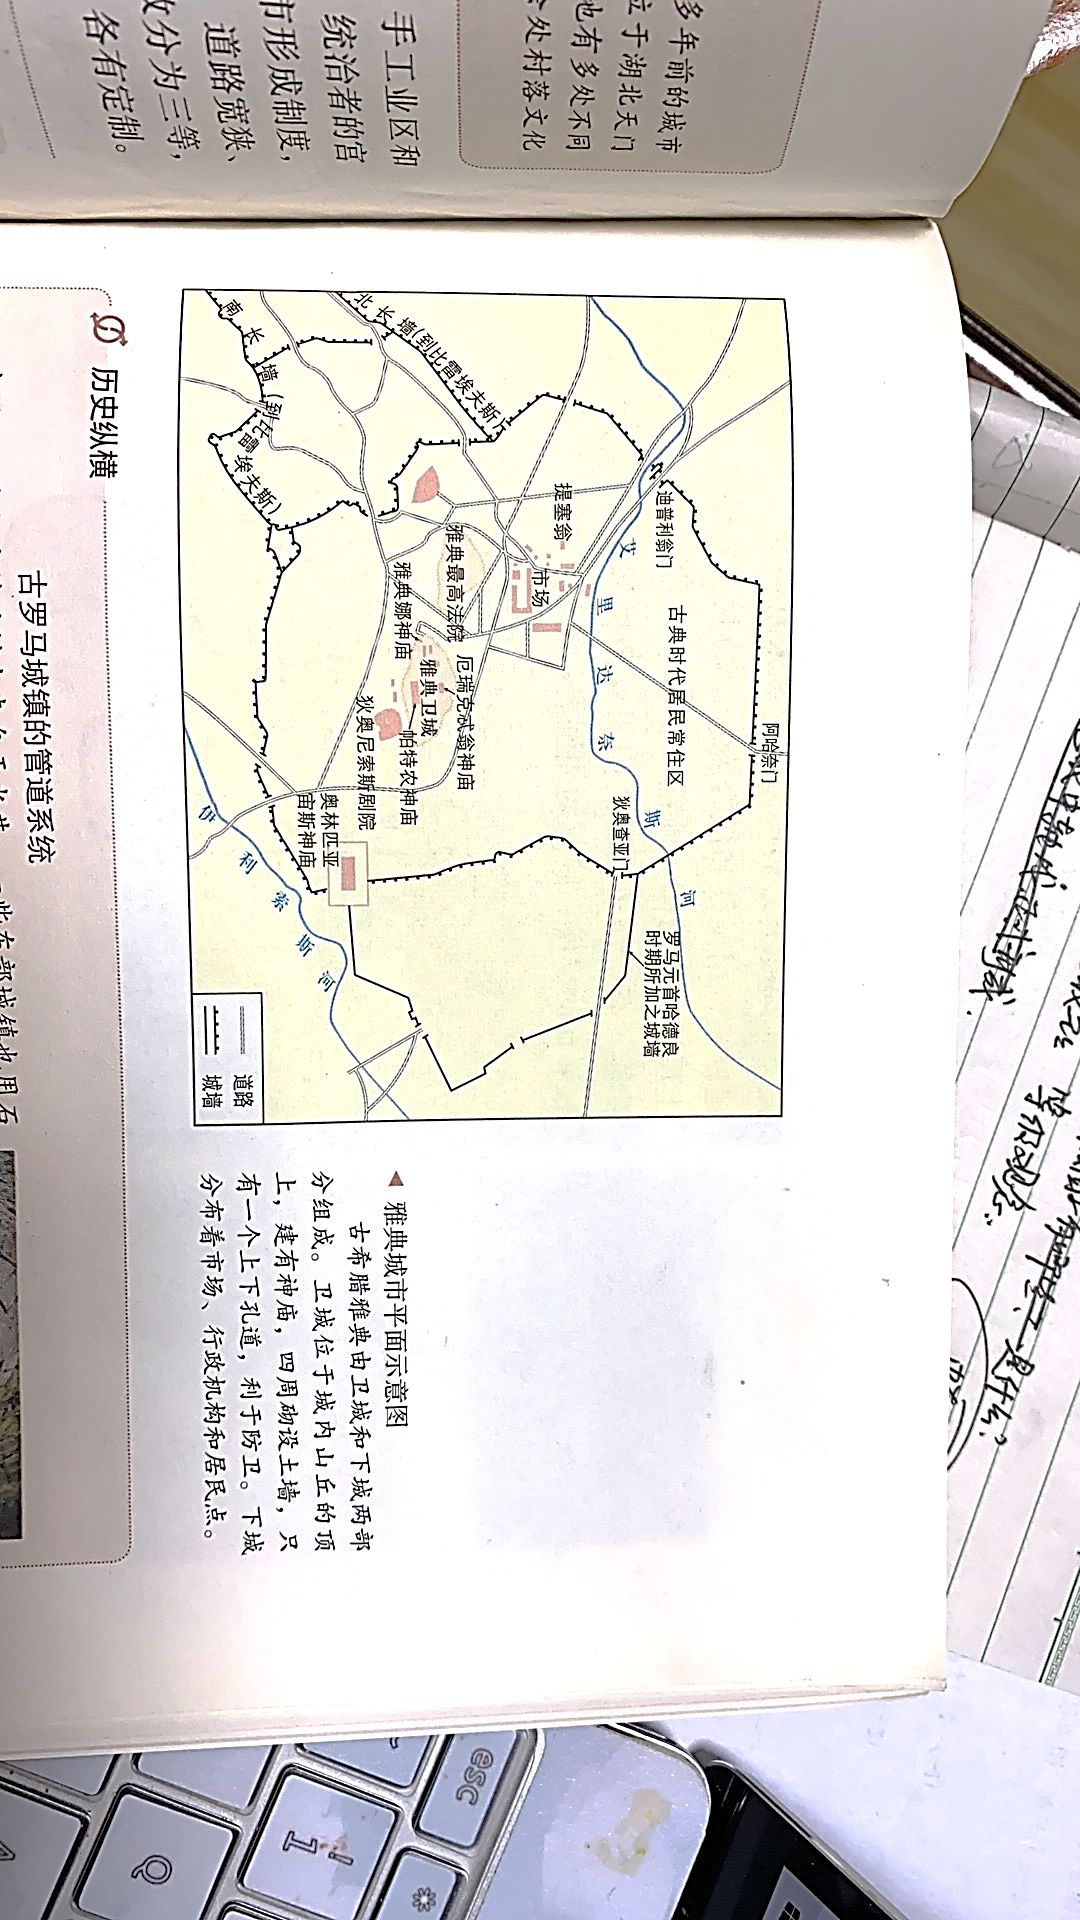 多年前的城市
位于湖北天门
也有多处不同
处村落文化
手工业区和
统治者的宫
市形成制度,
道路宽狭、
分为三等,
各有定制。
北长墙(到比雷埃夫斯)
南长墙(到比雷埃夫斯)
迪普利翁门
提塞翁
市场
艾里达奈斯河
古典时代居民常住区
阿哈奈门
雅典最高法院
雅典娜神庙
厄瑞克忒翁神庙
雅典卫城
帕特农神庙
狄奥尼索斯剧院
奥林匹亚
宙斯神庙
狄奥查亚门
罗马元首哈德良
时期所加之城墙
伊利索斯河
道路
城墙
◀ 雅典城市平面示意图
古希腊雅典由卫城和下城两部
分组成。卫城位于城内山丘的顶
上,建有神庙,四周砌设土墙,只
有一个上下孔道,利于防卫。下城
分布着市场、行政机构和居民点。
历史纵横
古罗马城镇的管道系统
些在部城镇也用石
esc
! 1
Q